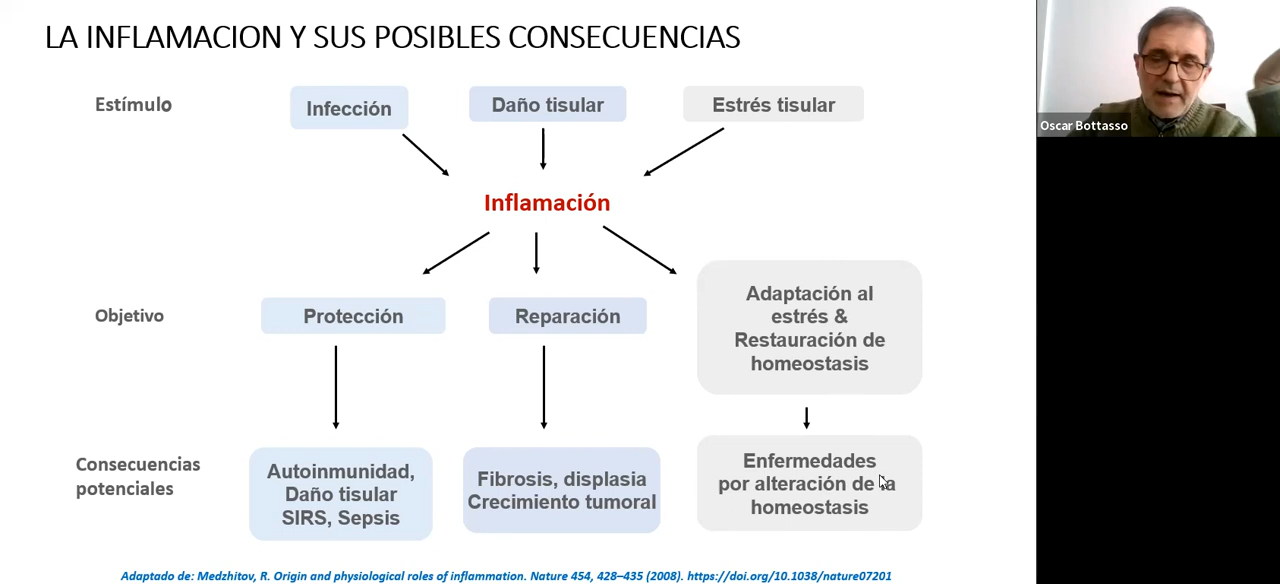 LA INFLAMACION Y SUS POSIBLES CONSECUENCIAS
Oscar Bottasso
Estímulo
Infección
Daño tisular
Estrés tisular
Inflamación
Objetivo
Protección
Reparación
Adaptación al
estrés &
Restauración de
homeostasis
Consecuencias
potenciales
Autoinmunidad,
Daño tisular
SIRS, Sepsis
Fibrosis, displasia
Crecimiento tumoral
Enfermedades
por alteración de la
homeostasis
Adaptado de: Medzhitov, R. Origin and physiological roles of inflammation. Nature 454, 428–435 (2008). https://doi.org/10.1038/nature07201